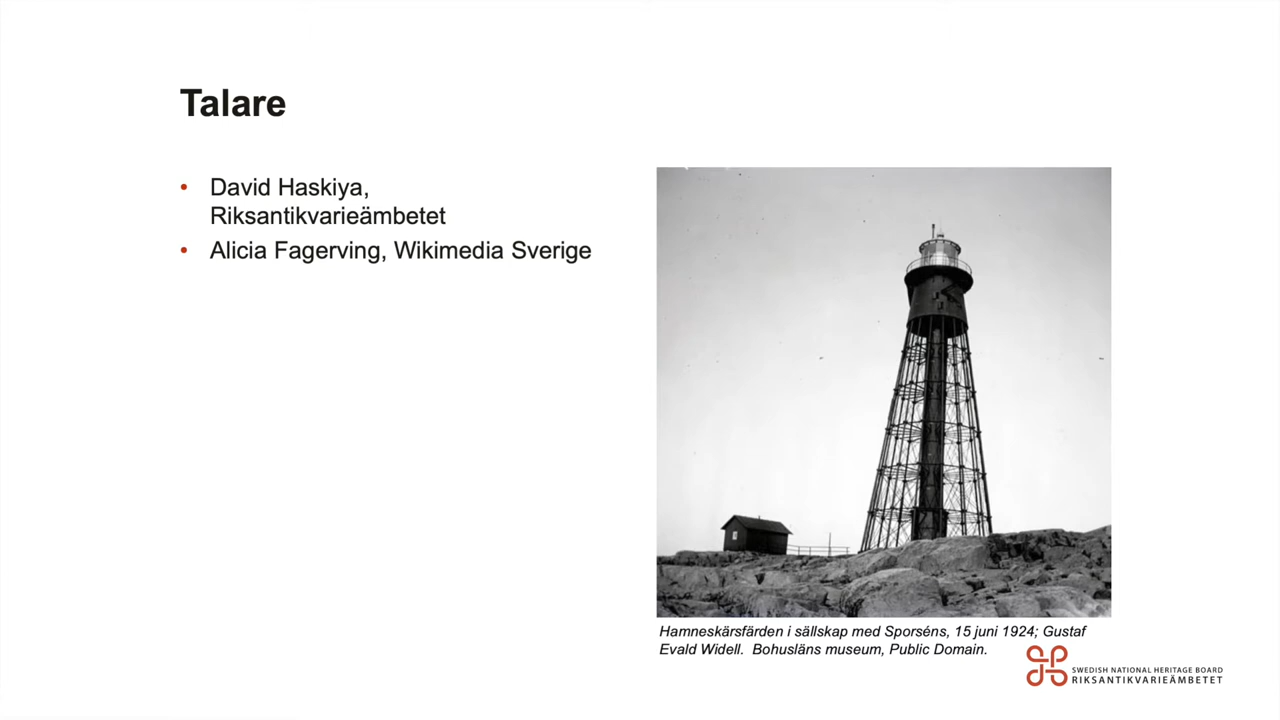 Talare
• David Haskiya,
Riksantikvarieämbetet
• Alicia Fagerving, Wikimedia Sverige
Hamneskärsfärden i sällskap med Sporséns, 15 juni 1924; Gustaf
Evald Widell. Bohusläns museum, Public Domain.
SWEDISH NATIONAL HERITAGE BOARD
RIKSANTIKVARIEÄMBETET